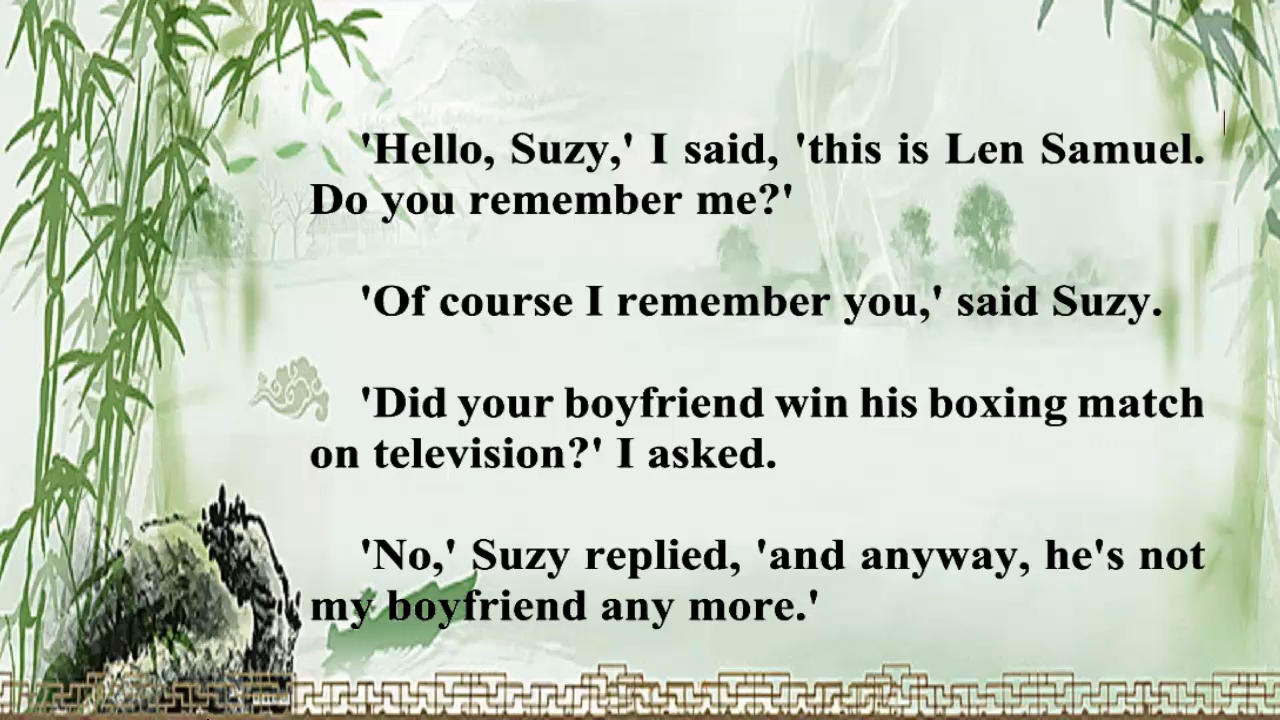 'Hello, Suzy,' I said, 'this is Len Samuel.
Do you remember me?'
'Of course I remember you,' said Suzy.
'Did your boyfriend win his boxing match
on television?' I asked.
'No,' Suzy replied, 'and anyway, he's not
my boyfriend any more.'